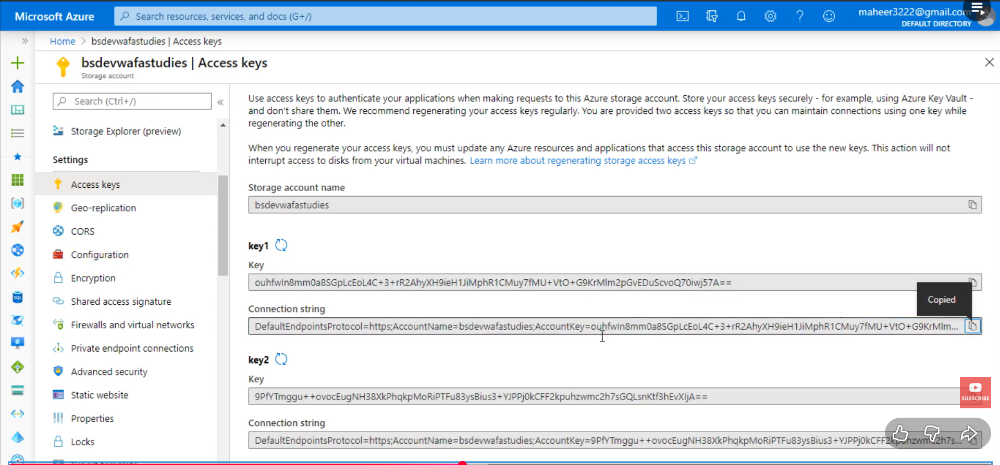 Microsoft Azure
Search resources, services, and docs (G+/)
maheer3222@gmail.com
DEFAULT DIRECTORY
Home > bsdevwafastudies | Access keys
bsdevwafastudies | Access keys
Storage account
Search (Ctrl+/)
Storage Explorer (preview)
Settings
Access keys
Geo-replication
CORS
Configuration
Encryption
Shared access signature
Firewalls and virtual networks
Private endpoint connections
Advanced security
Static website
Properties
Locks
Use access keys to authenticate your applications when making requests to this Azure storage account. Store your access keys securely - for example, using Azure Key Vault -
and don't share them. We recommend regenerating your access keys regularly. You are provided two access keys so that you can maintain connections using one key while
regenerating the other.
When you regenerate your access keys, you must update any Azure resources and applications that access this storage account to use the new keys. This action will not
interrupt access to disks from your virtual machines. Learn more about regenerating storage access keys
Storage account name
bsdevwafastudies
key1
Key
ouhfwIn8mm0a8SGpLcEoL4C+3+rR2AhyXH9ieH1JiMphR1CMuy7fMU+VtO+G9KrMlm2pGvEDuScvoQ70iwj57A==
Copied
Connection string
DefaultEndpointsProtocol=https;AccountName=bsdevwafastudies;AccountKey=ouhfwIn8mm0a8SGpLcEoL4C+3+rR2AhyXH9ieH1JiMphR1CMuy7fMU+VtO+G9KrMlm...
key2
Key
9PfYTmggu++ovocEugNH38XkPhqkpMoRiPTFu83ysBius3+YJPPj0kCFF2kpuhzwmc2h7sGQLsnKtf3hEvXIjA==
SUBSCRIBE
Connection string
DefaultEndpointsProtocol=https;AccountName=bsdevwafastudies;AccountKey=9PfYTmggu++ovocEugNH38XkPhqkpMoRiPTFu83ysBius3+YJPPj0kCFF2kpuhzwmc2h7s...